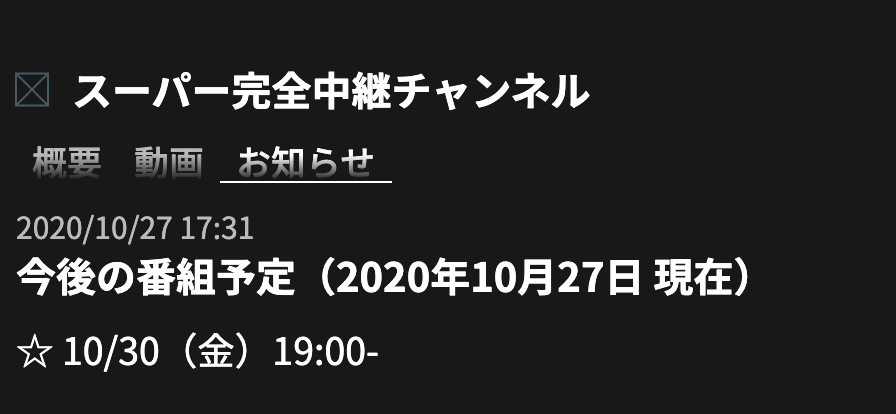 スーパー完全中継チャンネル
概要 動画 お知らせ
2020/10/27 17:31
今後の番組予定（2020年10月27日 現在）
☆ 10/30（金）19:00-